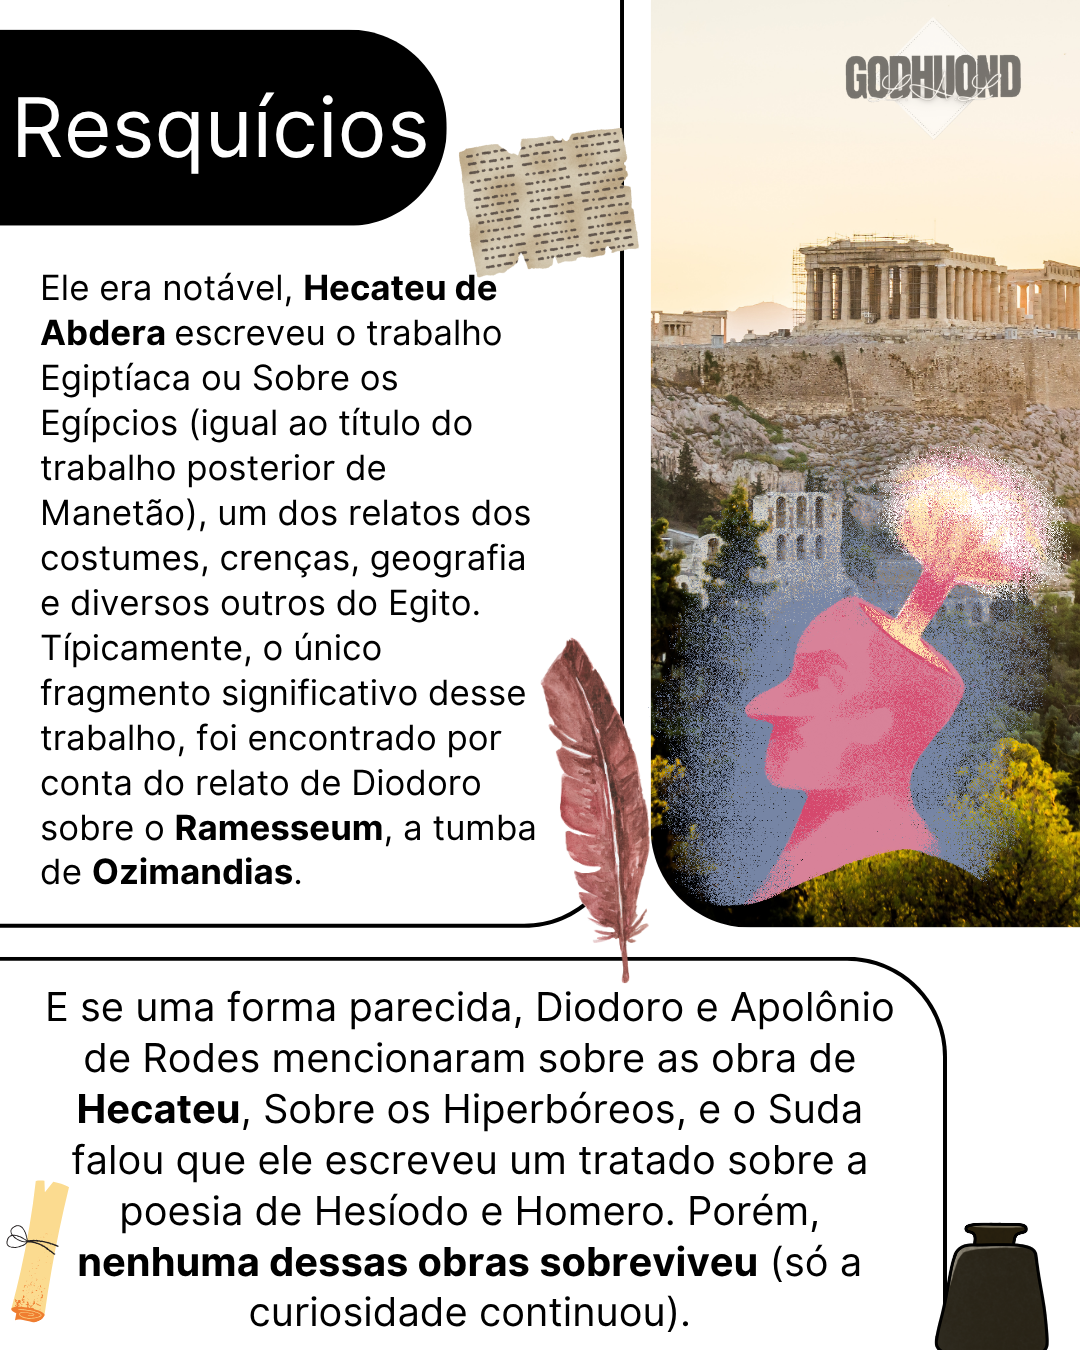 Resquícios
GODHUOND
Ele era notável, Hecateu de
Abdera escreveu o trabalho
Egiptíaca ou Sobre os
Egípcios (igual ao título do
trabalho posterior de
Manetão), um dos relatos dos
costumes, crenças, geografia
e diversos outros do Egito.
Típicamente, o único
fragmento significativo desse
trabalho, foi encontrado por
conta do relato de Diodoro
sobre o Ramesseum, a tumba
de Ozimandias.
E se uma forma parecida, Diodoro e Apolônio
de Rodes mencionaram sobre as obra de
Hecateu, Sobre os Hiperbóreos, e o Suda
falou que ele escreveu um tratado sobre a
poesia de Hesíodo e Homero. Porém,
nenhuma dessas obras sobreviveu (só a
curiosidade continuou).